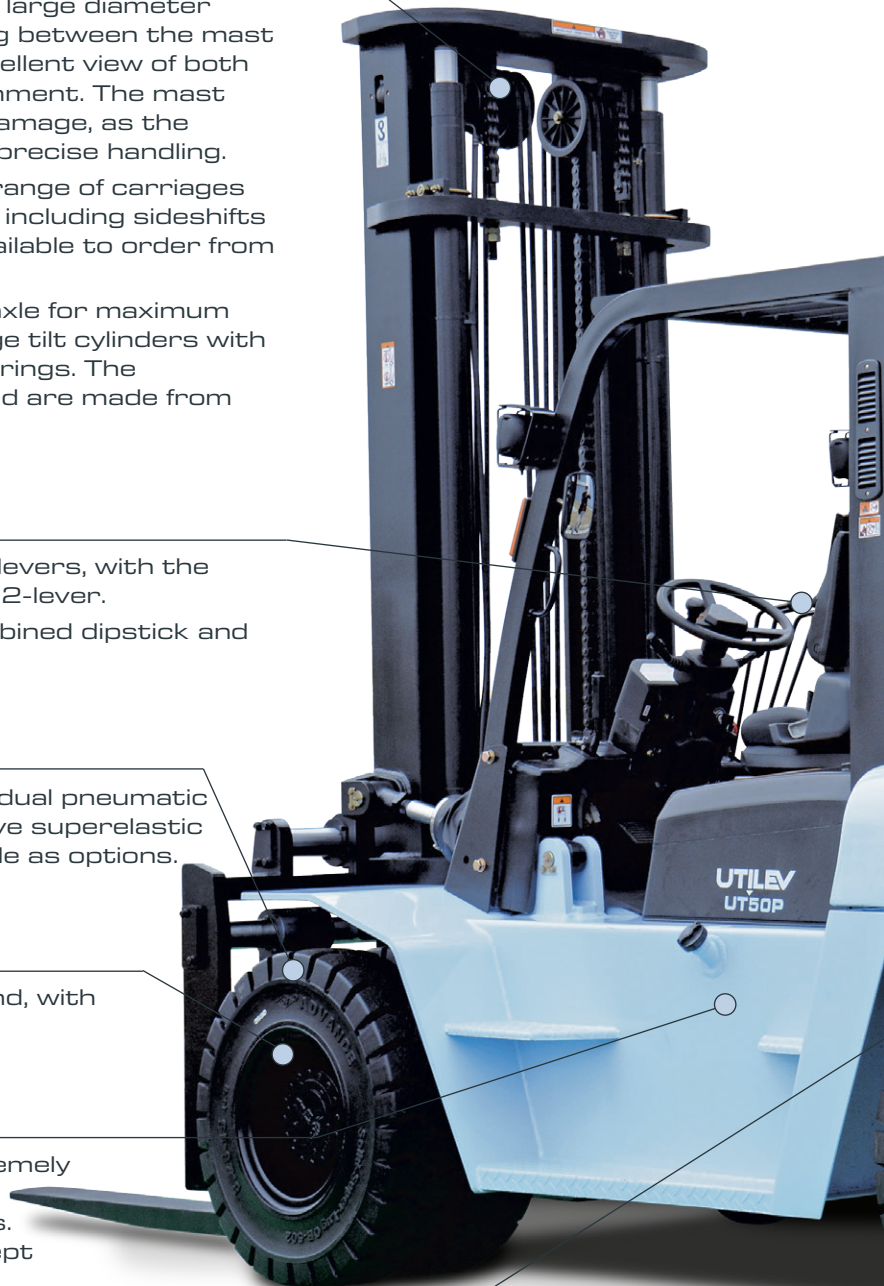 large diameter
g between the mast
cellent view of both
nment. The mast
amage, as the
precise handling.
range of carriages
including sideshifts
ailable to order from
axle for maximum
ge tilt cylinders with
rings. The
d are made from
levers, with the
2-lever.
bined dipstick and
dual pneumatic
ve superelastic
le as options.
nd, with
emely
s.
ept
UTILEV
UT50P
ADVANCE